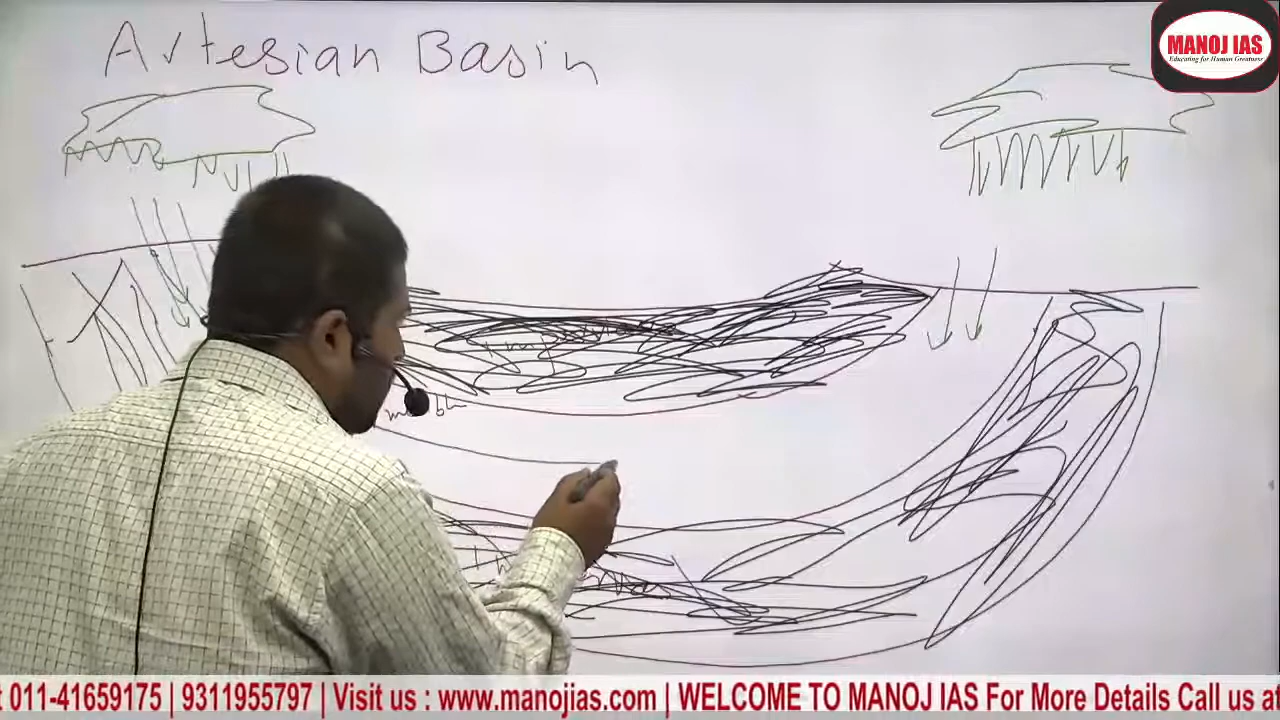 Artesian Basin
MANOJ IAS
Educating for Human Greatness
t 011-41659175 | 9311955797 | Visit us : www.manojias.com | WELCOME TO MANOJ IAS For More Details Call us at